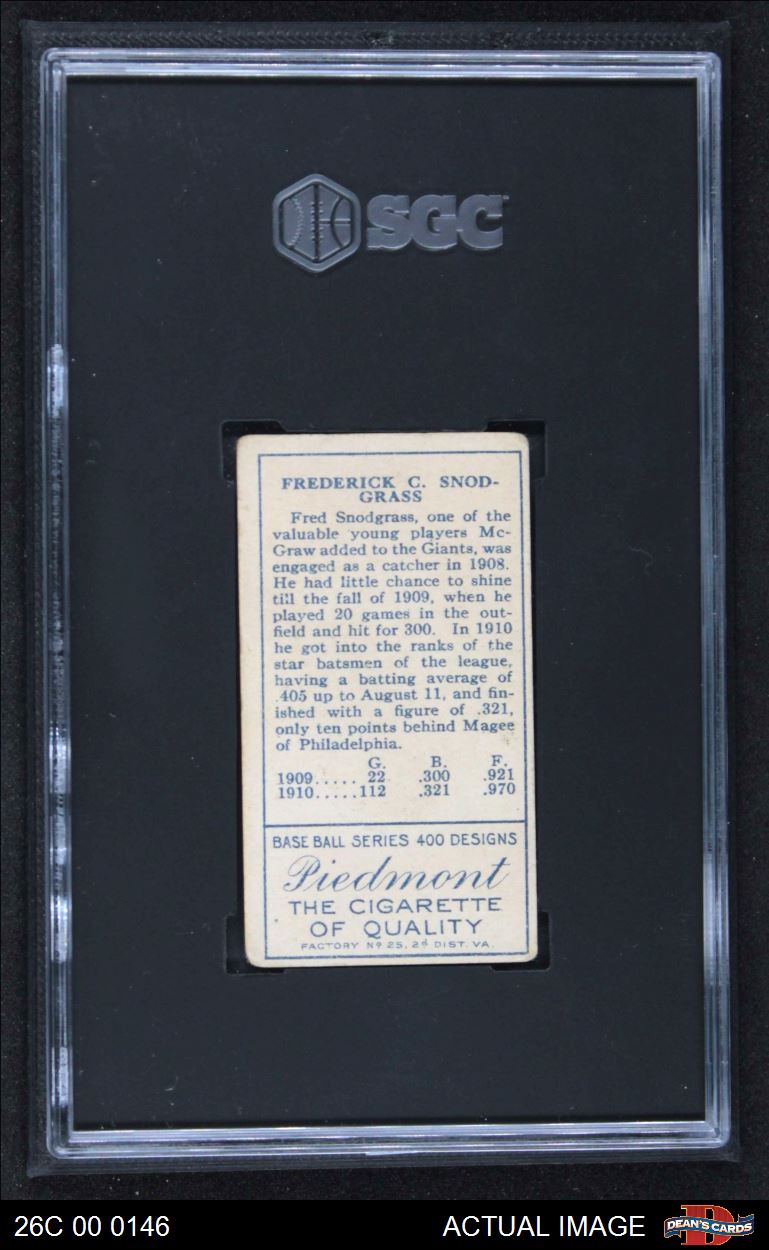 SGC
FREDERICK C. SNOD-
GRASS
Fred Snodgrass, one of the
valuable young players Mc-
Graw added to the Giants, was
engaged as a catcher in 1908.
He had little chance to shine
till the fall of 1909, when he
played 20 games in the out-
field and hit for 300. In 1910
he got into the ranks of the
star batsmen of the league,
having a batting average of
.405 up to August 11, and fin-
ished with a figure of .321,
only ten points behind Magee
of Philadelphia.
G. B. F.
1909..... 22 .300 .921
1910.....112 .321 .970
BASE BALL SERIES 400 DESIGNS
Piedmont
THE CIGARETTE
OF QUALITY
FACTORY Nº 25, 2d DIST. VA.
26C 00 0146 ACTUAL IMAGE DEAN'S CARDS